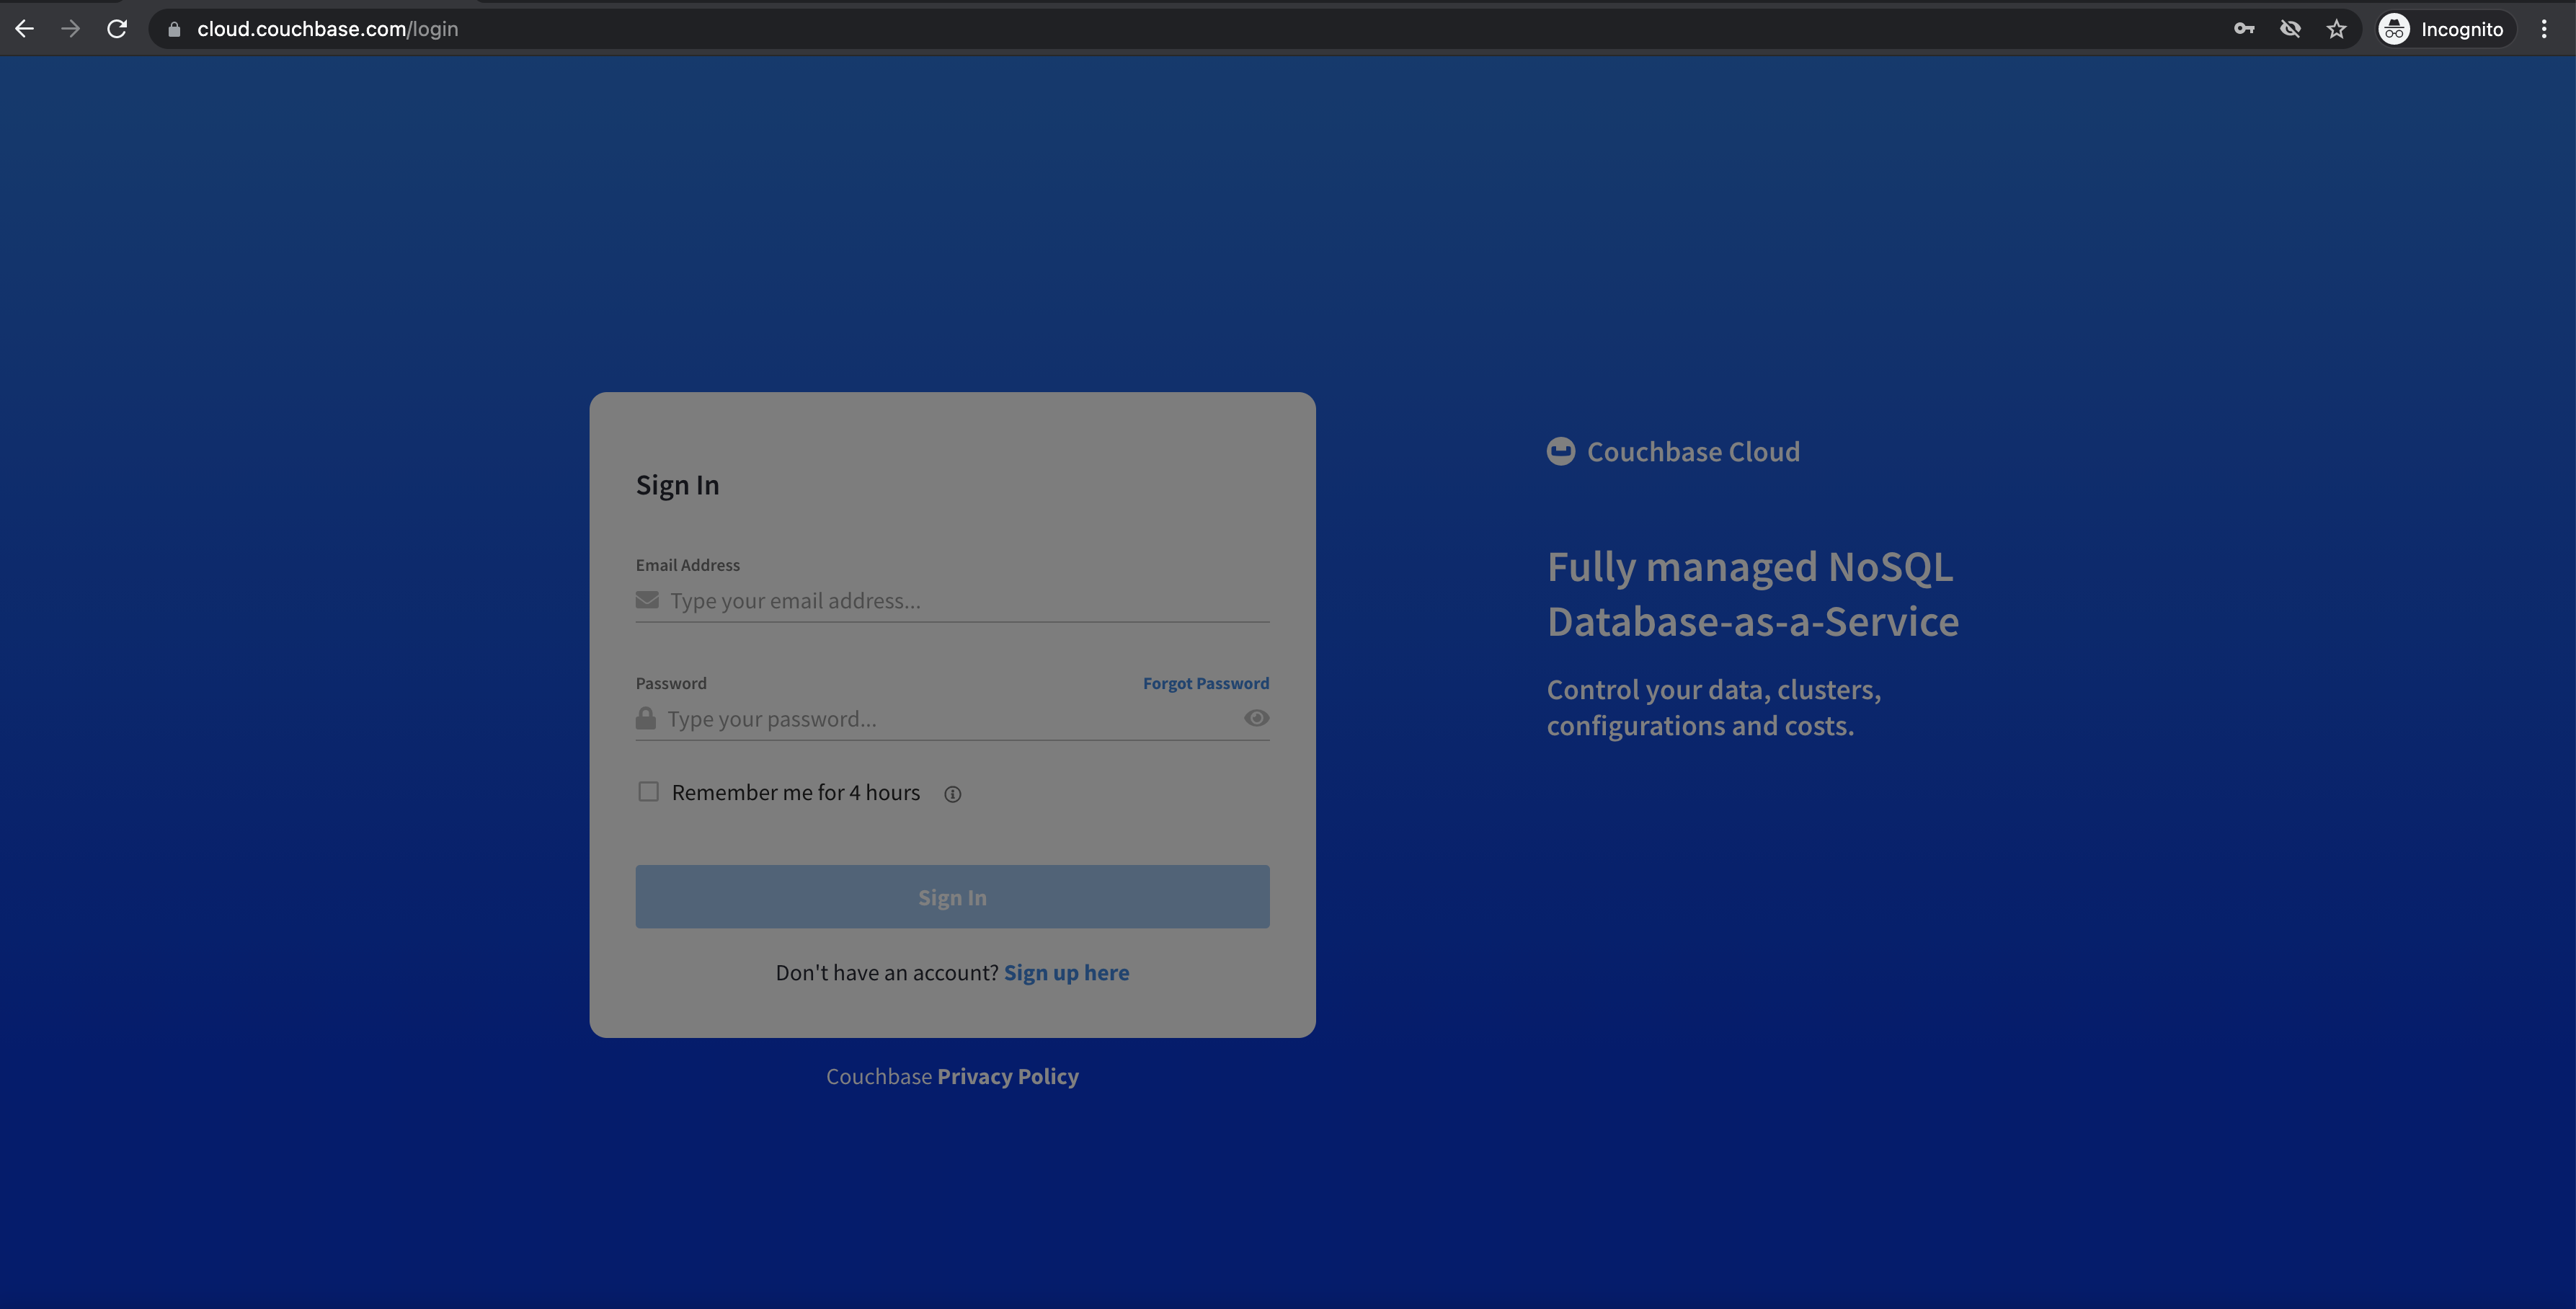 cloud.couchbase.com/login
Incognito
Sign In
Email Address
Type your email address...
Password
Forgot Password
Type your password...
Remember me for 4 hours
Sign In
Don't have an account? Sign up here
Couchbase Privacy Policy
Couchbase Cloud
Fully managed NoSQL
Database-as-a-Service
Control your data, clusters,
configurations and costs.